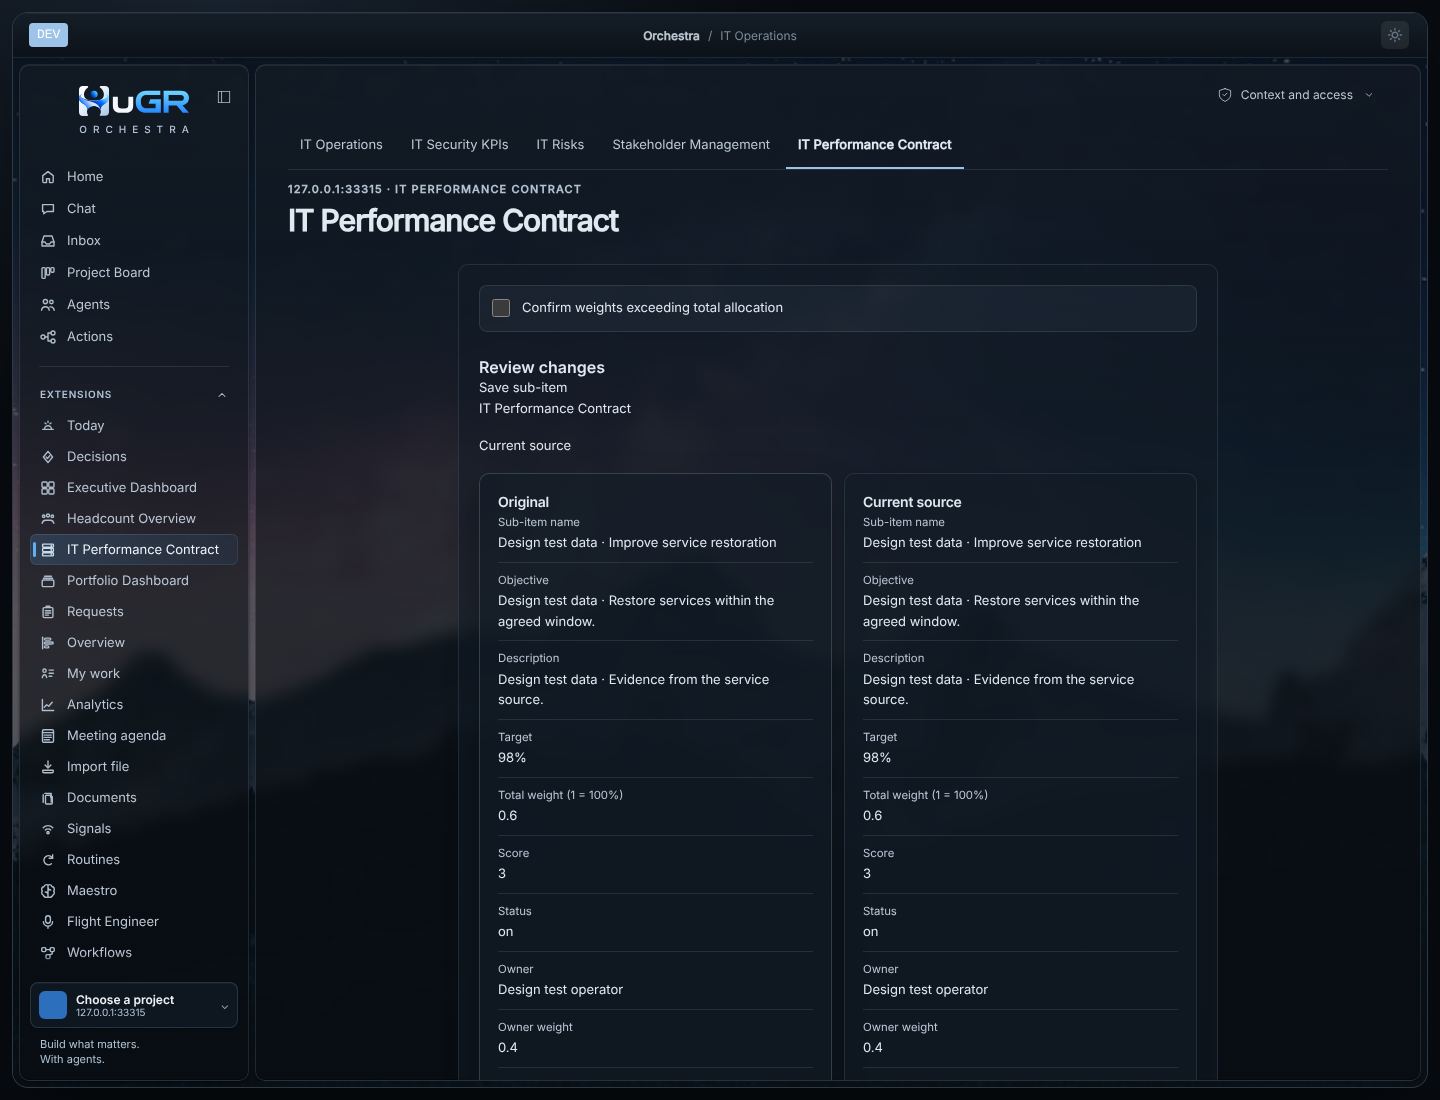 DEV
Orchestra / IT Operations
HuGR
ORCHESTRA
Context and access
Home
Chat
Inbox
Project Board
Agents
Actions
EXTENSIONS
Today
Decisions
Executive Dashboard
Headcount Overview
IT Performance Contract
Portfolio Dashboard
Requests
Overview
My work
Analytics
Meeting agenda
Import file
Documents
Signals
Routines
Maestro
Flight Engineer
Workflows
Choose a project
127.0.0.1:33315
Build what matters.
With agents.
IT Operations IT Security KPIs IT Risks Stakeholder Management IT Performance Contract
127.0.0.1:33315 · IT PERFORMANCE CONTRACT
IT Performance Contract
Confirm weights exceeding total allocation
Review changes
Save sub-item
IT Performance Contract
Current source
Original
Sub-item name
Design test data · Improve service restoration
Objective
Design test data · Restore services within the
agreed window.
Description
Design test data · Evidence from the service
source.
Target
98%
Total weight (1 = 100%)
0.6
Score
3
Status
on
Owner
Design test operator
Owner weight
0.4
Current source
Sub-item name
Design test data · Improve service restoration
Objective
Design test data · Restore services within the
agreed window.
Description
Design test data · Evidence from the service
source.
Target
98%
Total weight (1 = 100%)
0.6
Score
3
Status
on
Owner
Design test operator
Owner weight
0.4